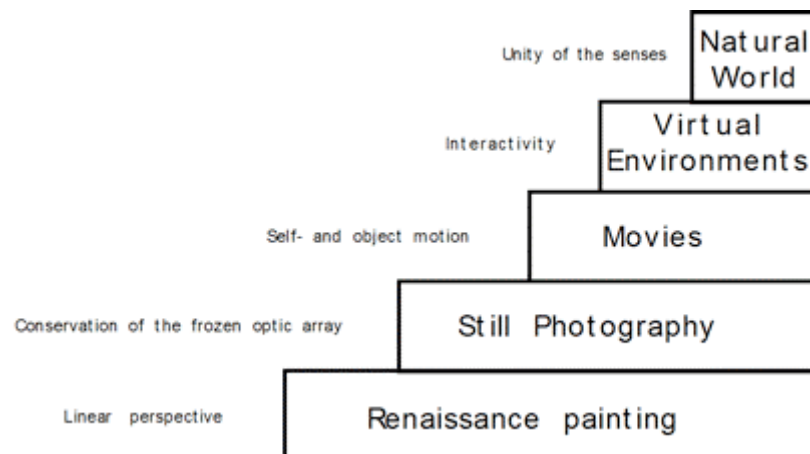 Unity of the senses
Natural
World
Interactivity
Virtual
Environments
Self- and object motion
Movies
Conservation of the frozen optic array
Still Photography
Linear perspective
Renaissance painting